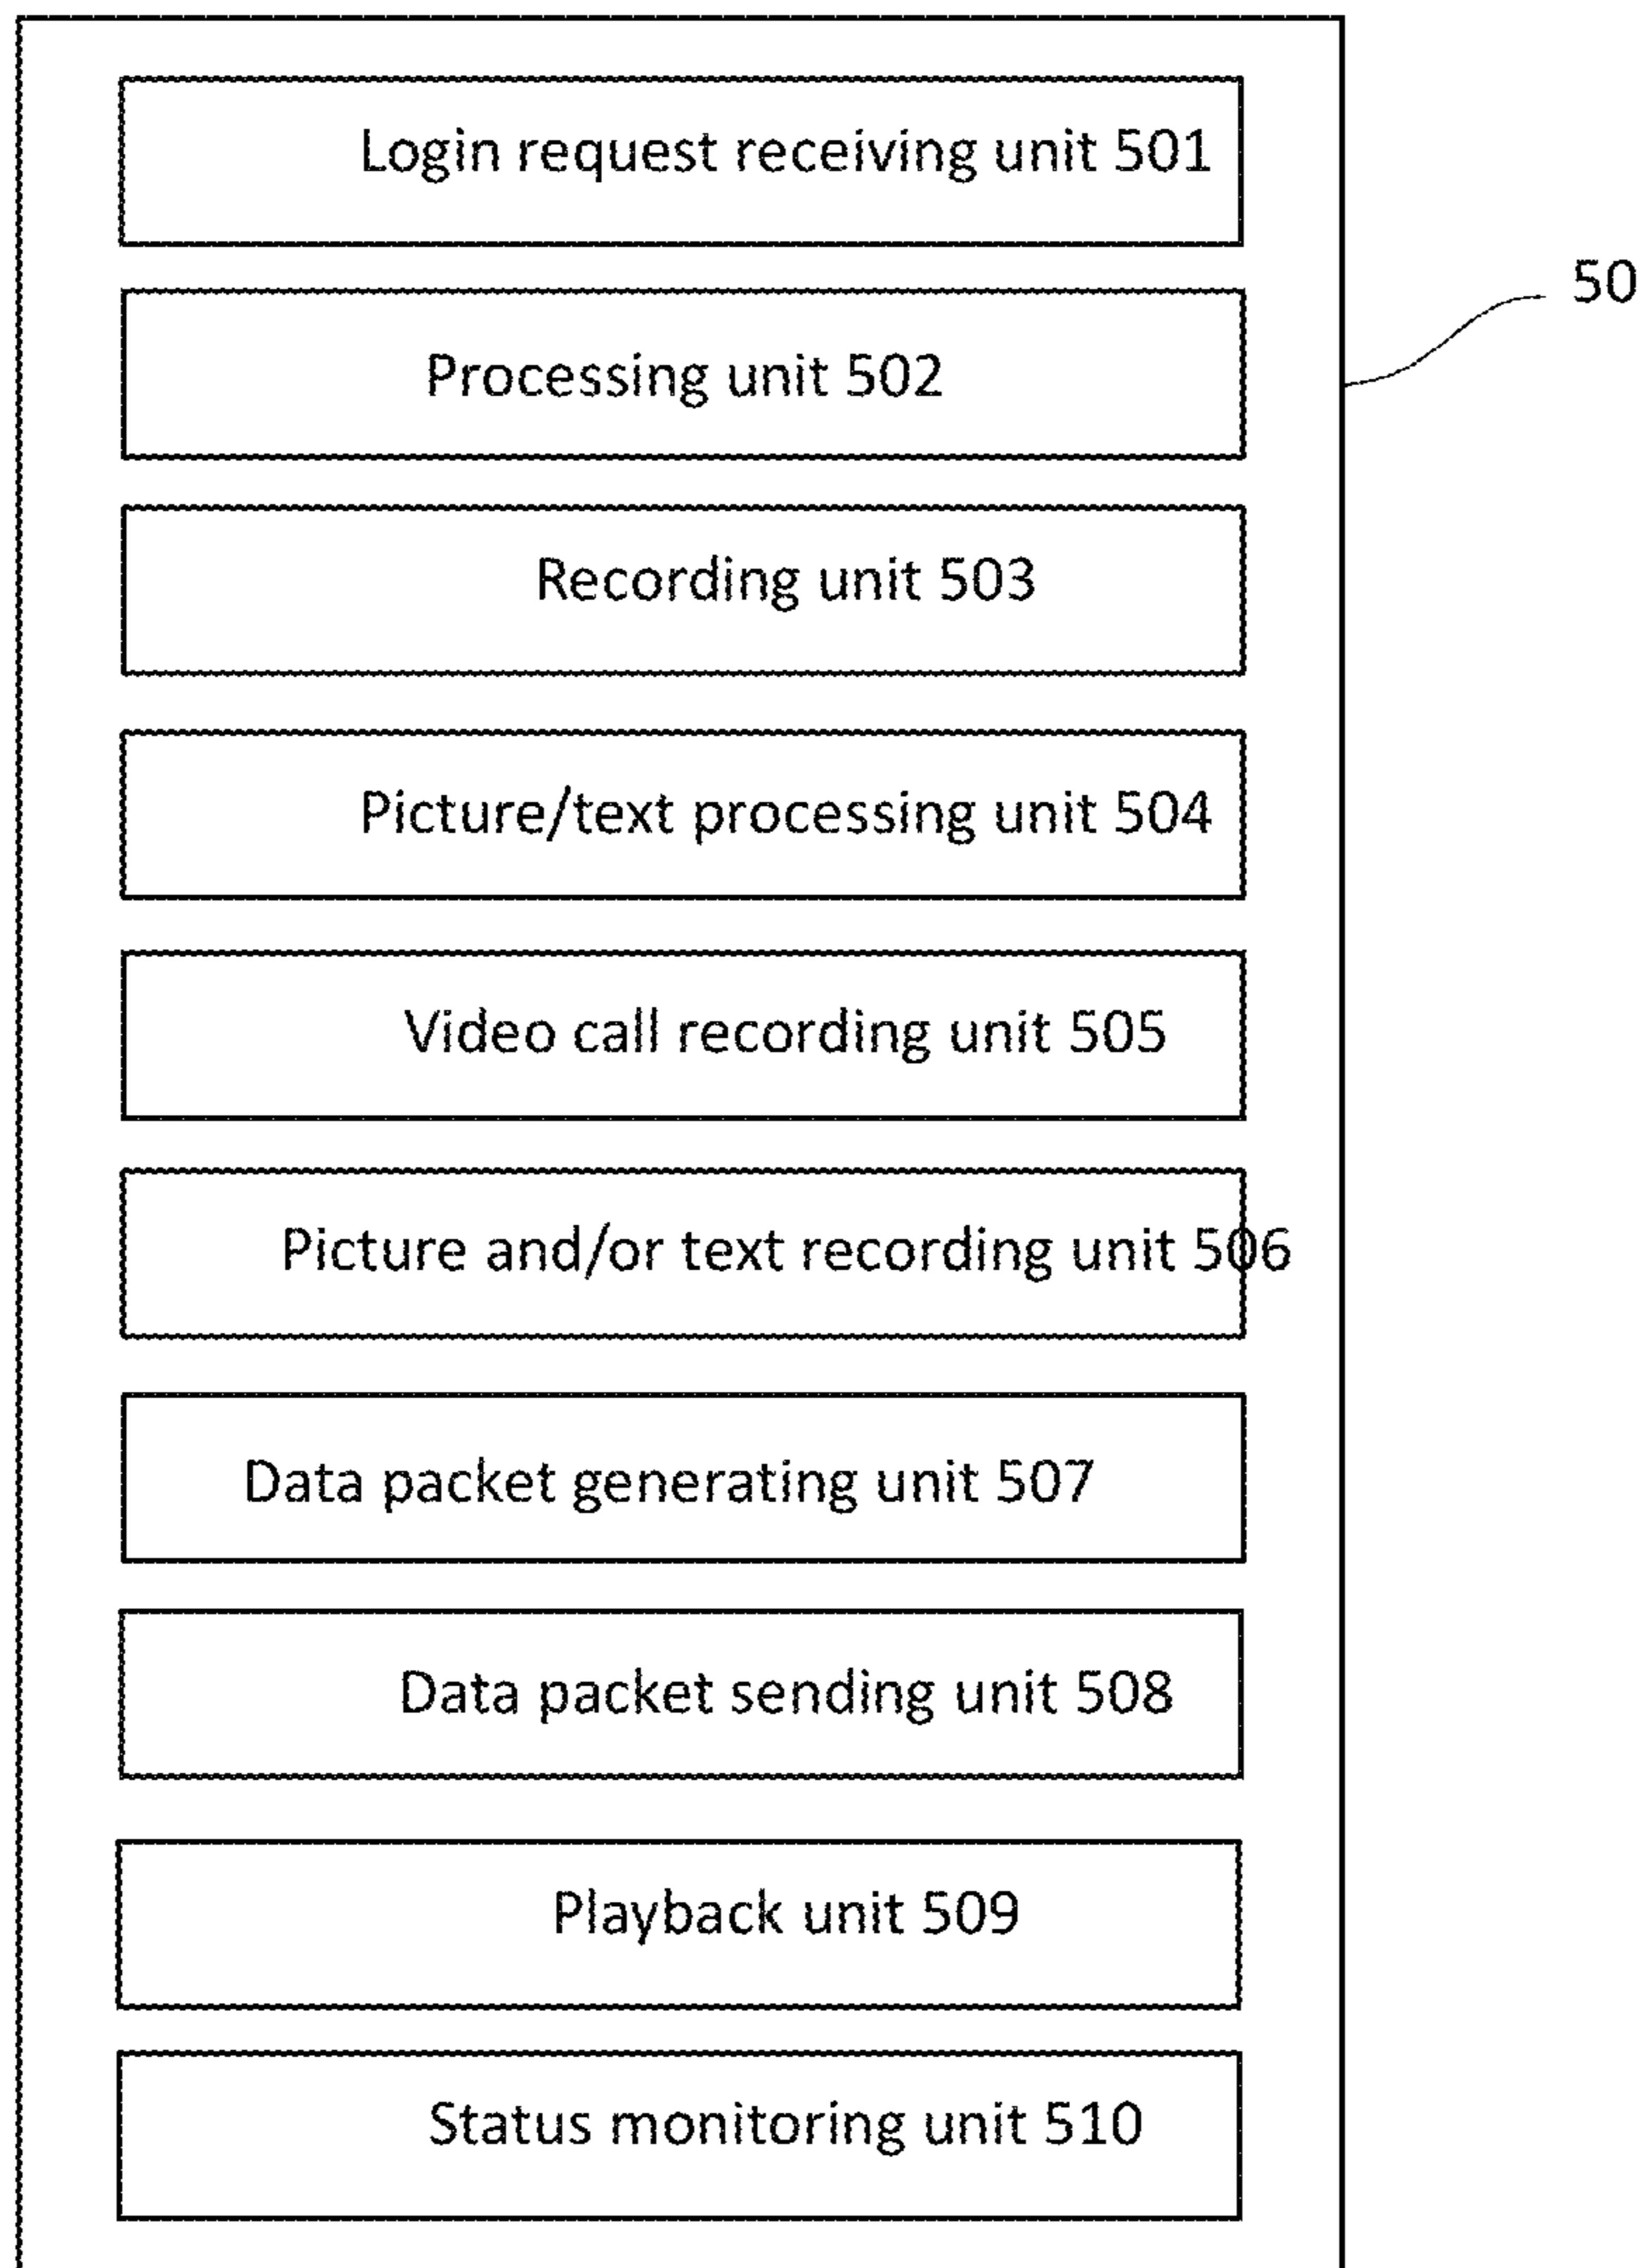 Login request receiving unit 501
50
Processing unit 502
Recording unit 503
Picture/text processing unit 504
Video call recording unit 505
Picture and/or text recording unit 506
Data packet generating unit 507
Data packet sending unit 508
Playback unit 509
Status monitoring unit 510